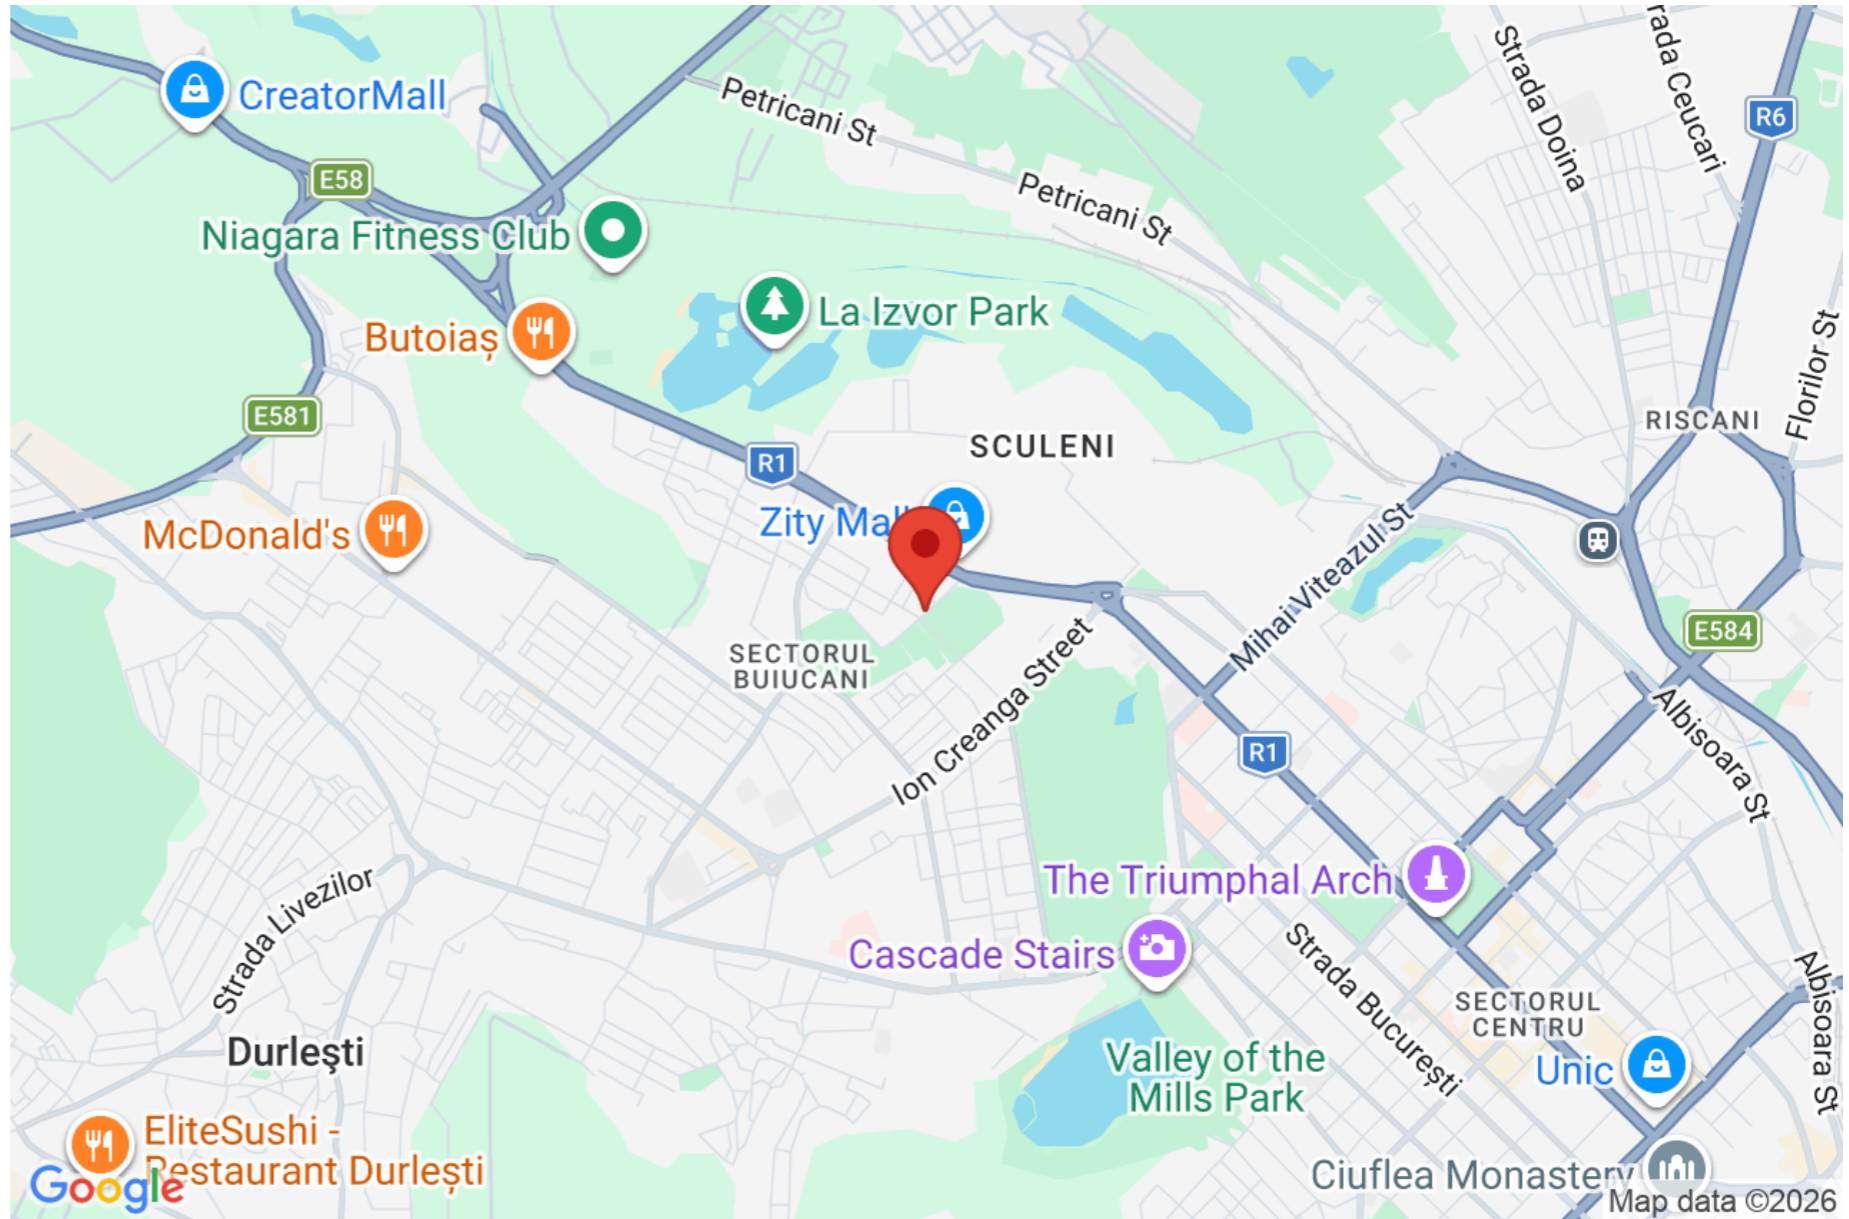 Strada Doina
rada Ceucari
CreatorMall
Petricani St
R6
E58
Petricani St
Niagara Fitness Club
La Izvor Park
Butoiaș
Florilor St
E581
RISCANI
SCULENI
R1
Zity Mall
McDonald's
Mihai Viteazul St
E584
SECTORUL
BUIUCANI
Ion Creanga Street
Albisoara St
R1
The Triumphal Arch
Strada Livezilor
Cascade Stairs
Strada București
Albisoara St
SECTORUL
CENTRU
Durleşti
Valley of the
Mills Park
Unic
EliteSushi -
Restaurant Durlești
Google
Ciuflea Monastery
Map data ©2026